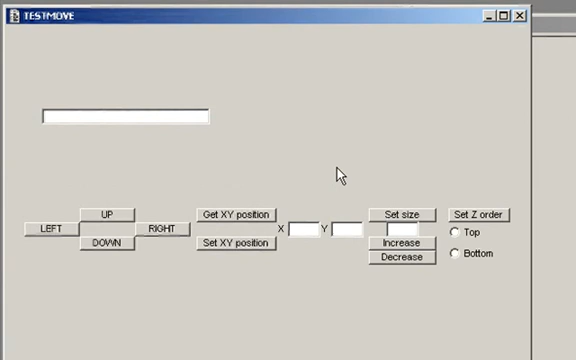 TESTMOVE
UP
Get XY position
Set size
Set Z order
LEFT
RIGHT
X
Y
Top
DOWN
Set XY position
Increase
Decrease
Bottom